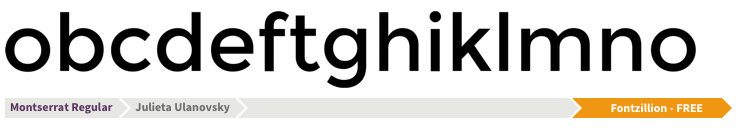 obcdeftghiklmno
Montserrat Regular Julieta Ulanovsky Fontzillion - FREE